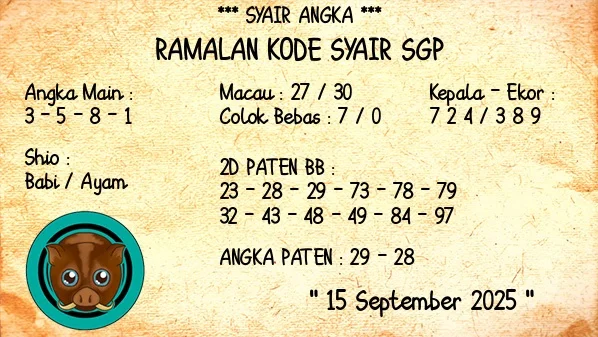 *** SYAIR ANGKA ***
RAMALAN KODE SYAIR SGP
Angka Main :
3 - 5 - 8 - 1
Shio :
Babi / Ayam
Macau : 27 / 30
Colok Bebas : 7 / 0
Kepala - Ekor :
7 2 4 / 3 8 9
2D PATEN BB :
23 - 28 - 29 - 73 - 78 - 79
32 - 43 - 48 - 49 - 84 - 97
ANGKA PATEN : 29 - 28
" 15 September 2025 "